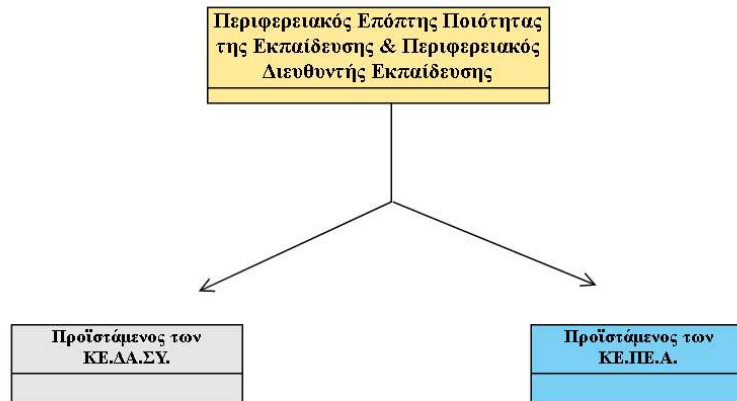 Περιφερειακός Επόπτης Ποιότητας
της Εκπαίδευσης & Περιφερειακός
Διευθυντής Εκπαίδευσης
Προϊστάμενος των
ΚΕ.ΔΑ.ΣΥ.
Προϊστάμενος των
ΚΕ.ΠΕ.Α.